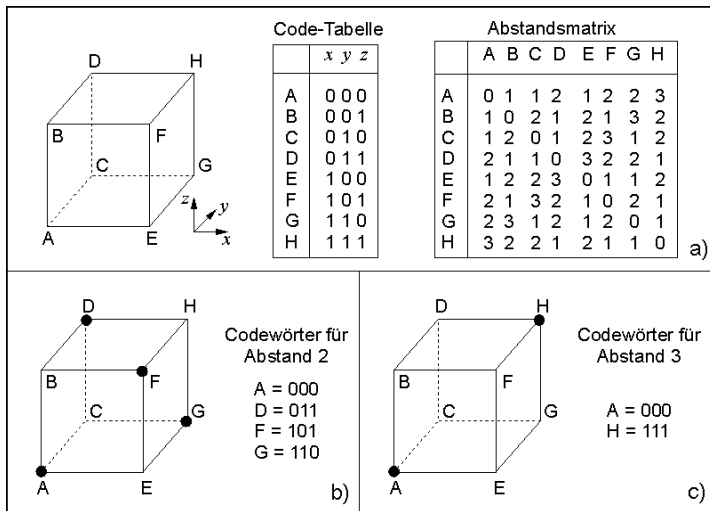 Code-Tabelle
Abstandsmatrix
D
H
B
F
C
G
A
E
z
y
x
x y z
A 0 0 0
B 0 0 1
C 0 1 0
D 0 1 1
E 1 0 0
F 1 0 1
G 1 1 0
H 1 1 1
A B C D E F G H
A 0 1 1 2 1 2 2 3
B 1 0 2 1 2 1 3 2
C 1 2 0 1 2 3 1 2
D 2 1 1 0 3 2 2 1
E 1 2 2 3 0 1 1 2
F 2 1 3 2 1 0 2 1
G 2 3 1 2 1 2 0 1
H 3 2 2 1 2 1 1 0
a)
D
H
B
F
C
G
A
E
Codewörter für
Abstand 2
A = 000
D = 011
F = 101
G = 110
b)
D
H
B
F
C
G
A
E
Codewörter für
Abstand 3
A = 000
H = 111
c)